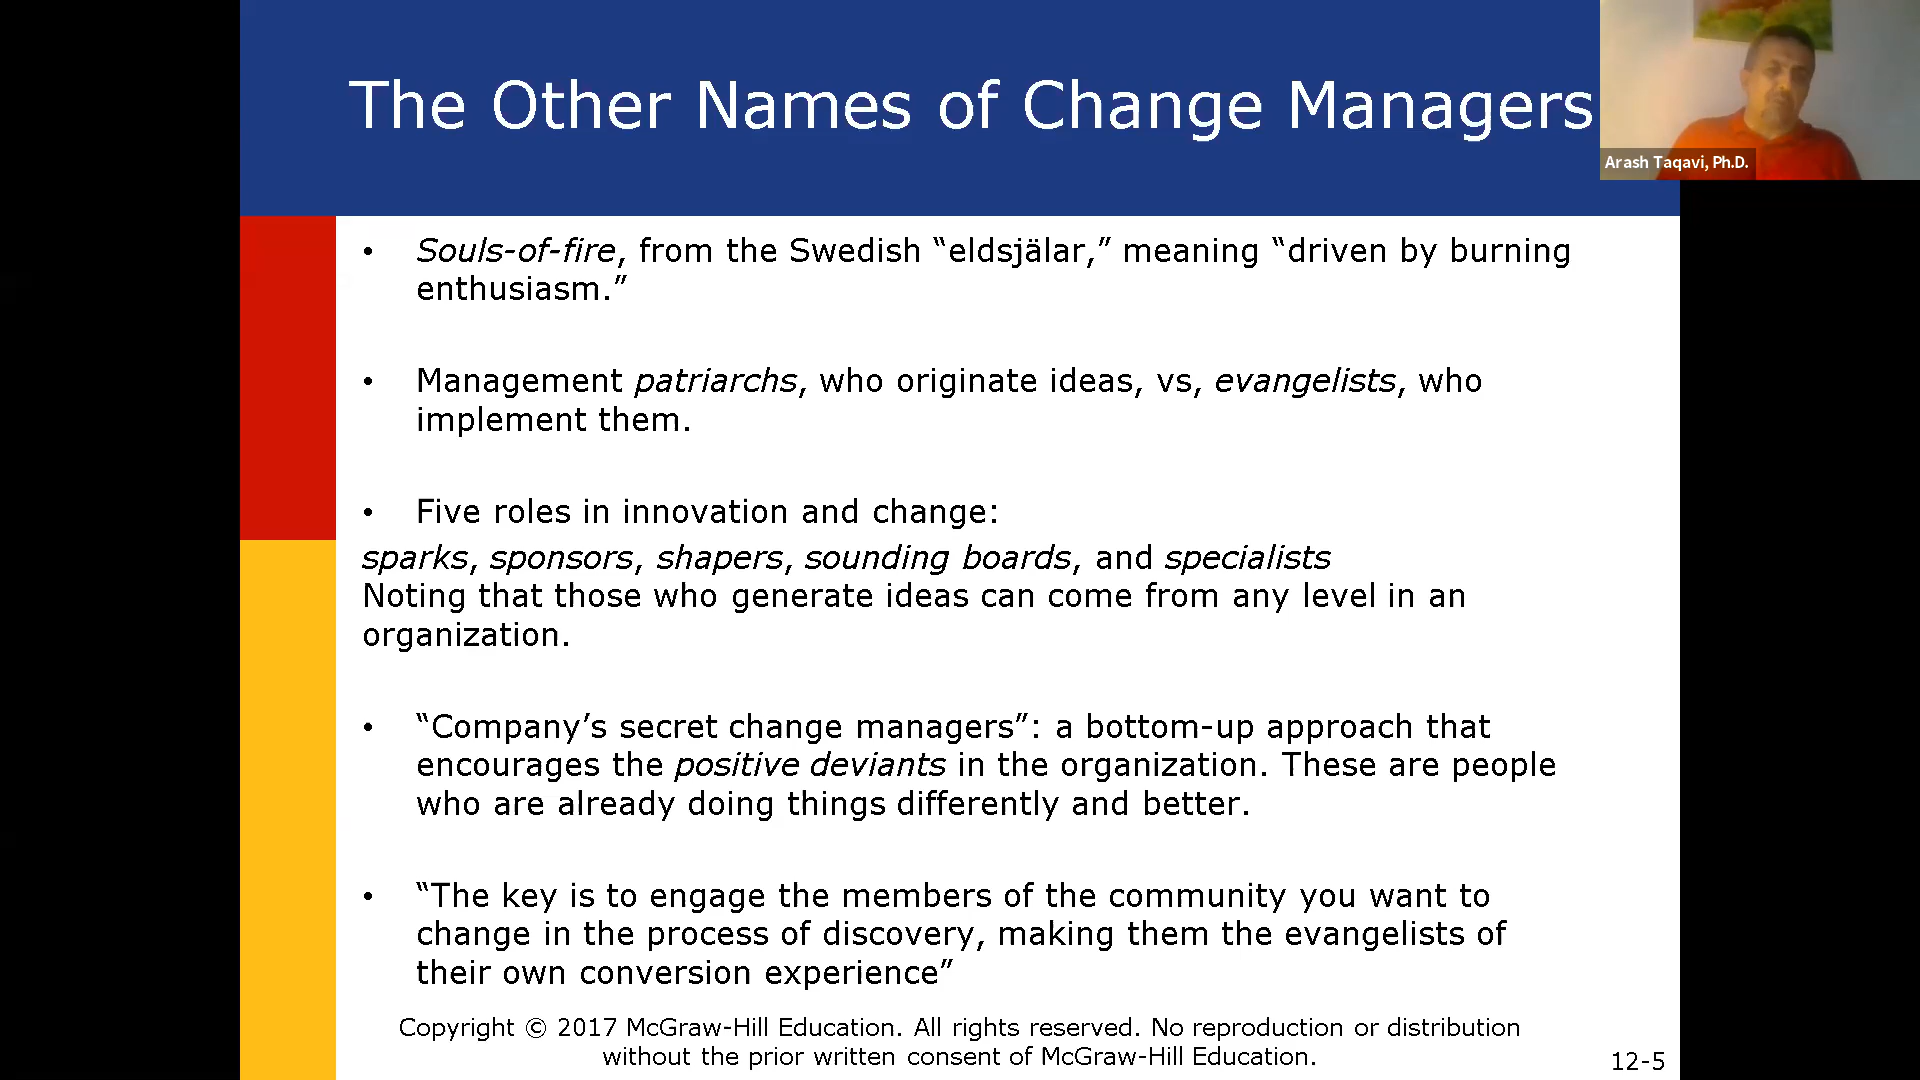 The Other Names of Change Managers
Arash Taqavi, Ph.D.
• Souls-of-fire, from the Swedish “eldsjälar,” meaning “driven by burning
enthusiasm.”
• Management patriarchs, who originate ideas, vs, evangelists, who
implement them.
• Five roles in innovation and change:
sparks, sponsors, shapers, sounding boards, and specialists
Noting that those who generate ideas can come from any level in an
organization.
• “Company’s secret change managers”: a bottom-up approach that
encourages the positive deviants in the organization. These are people
who are already doing things differently and better.
• “The key is to engage the members of the community you want to
change in the process of discovery, making them the evangelists of
their own conversion experience”
Copyright © 2017 McGraw-Hill Education. All rights reserved. No reproduction or distribution
without the prior written consent of McGraw-Hill Education.
12-5